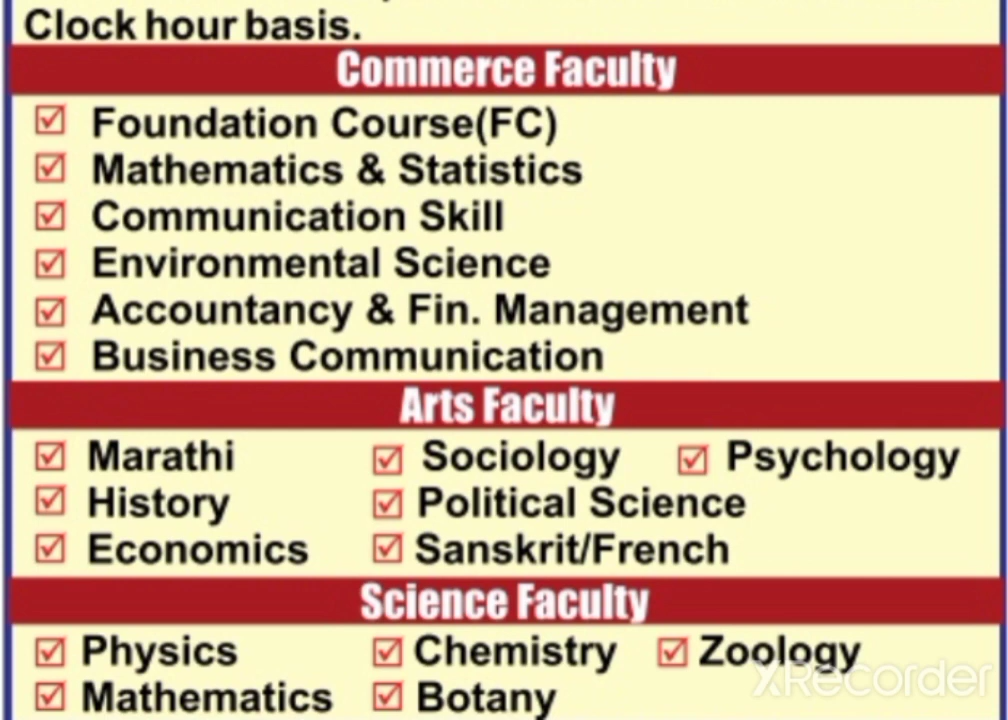 Clock hour basis.
Commerce Faculty
Foundation Course(FC)
Mathematics & Statistics
Communication Skill
Environmental Science
Accountancy & Fin. Management
Business Communication
Arts Faculty
Marathi Sociology Psychology
History Political Science
Economics Sanskrit/French
Science Faculty
Physics Chemistry Zoology
Mathematics Botany
XRecorder